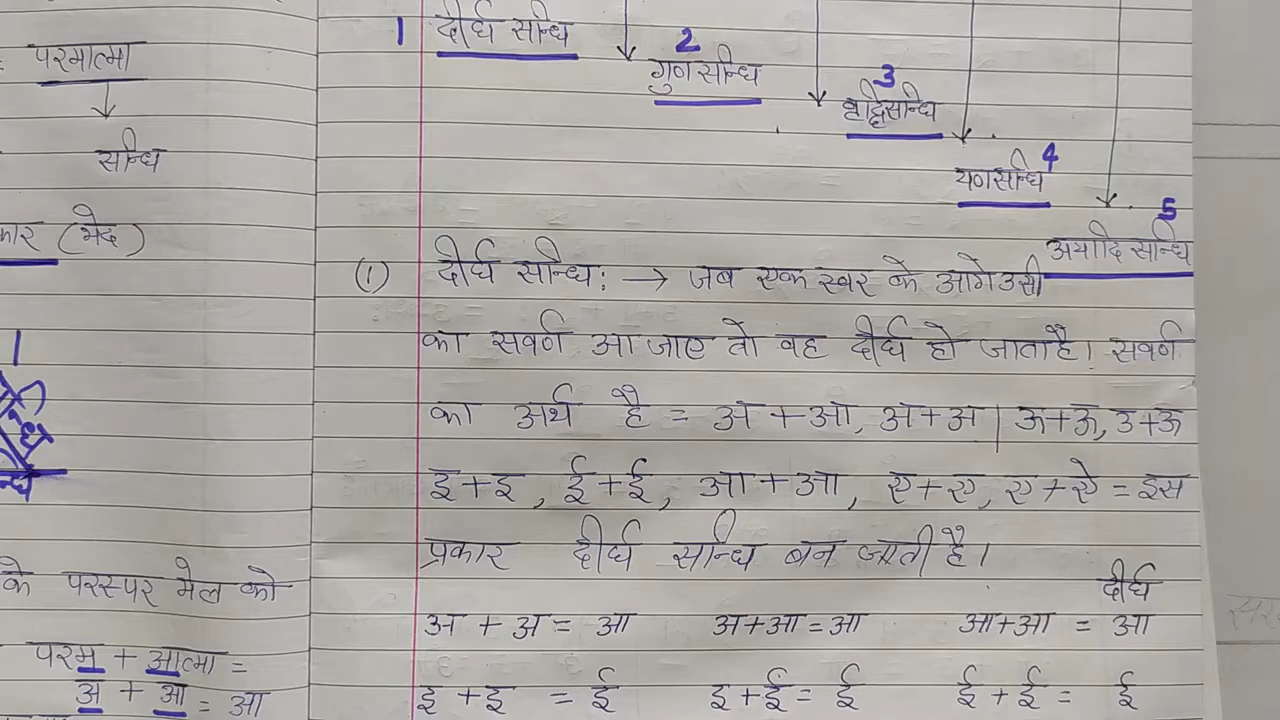 परमात्मा
सन्धि
कार (भेद)
के परस्पर मेल को
परम + आत्मा =
अ + आ = आ
1 दीर्घ सन्धि
2
गुण सन्धि
3
वृद्धि सन्धि
4
यण सन्धि
5
अयादि सन्धि
(1) दीर्घ सन्धि: → जब एक स्वर के आगे उसी
का सवर्ण आ जाए तो वह दीर्घ हो जाता है। सवर्ण
का अर्थ है = अ + आ, अ + अ | ऊ+ऊ, उ+ऊ
इ+इ, ई+ई, आ+आ, ए+ए, ए+ऐ = इस
प्रकार दीर्घ सन्धि बन जाती है।
दीर्घ
अ + अ = आ अ+आ = आ आ+आ = आ
इ + इ = ई इ + ई = ई ई + ई = ई